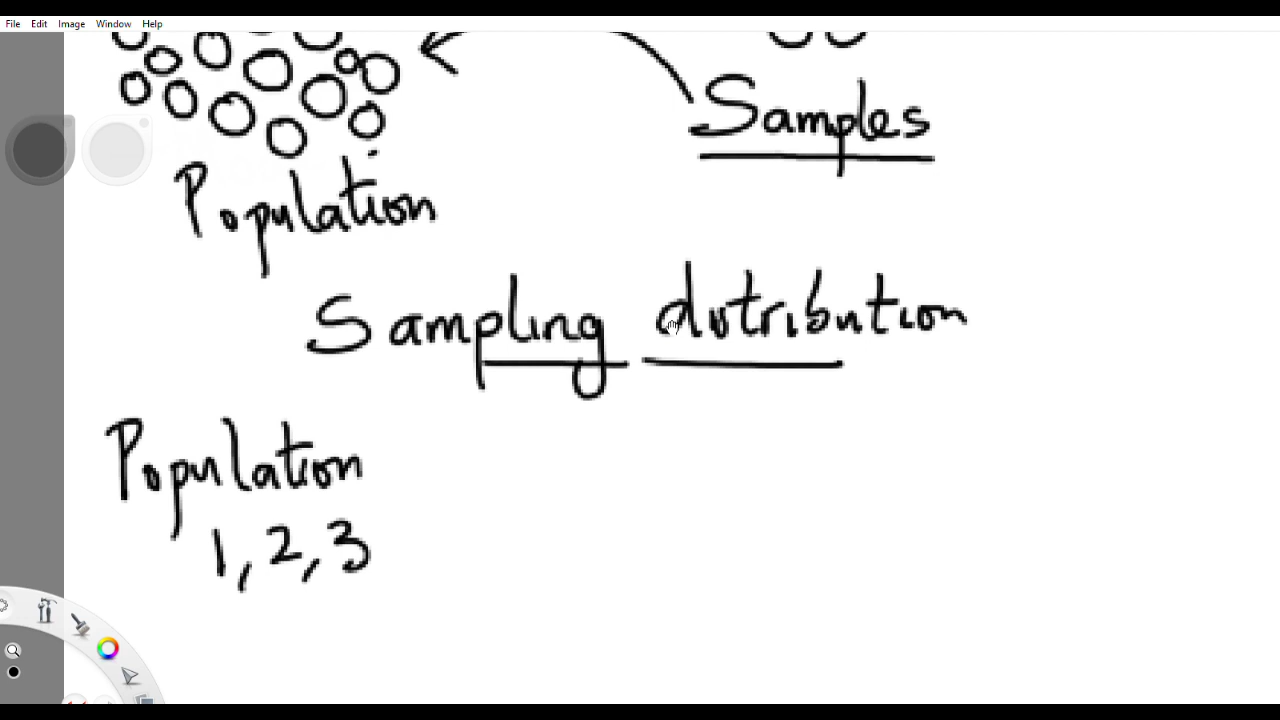 File Edit Image Window Help
Samples
Population
Sampling distribution
Population
1, 2, 3